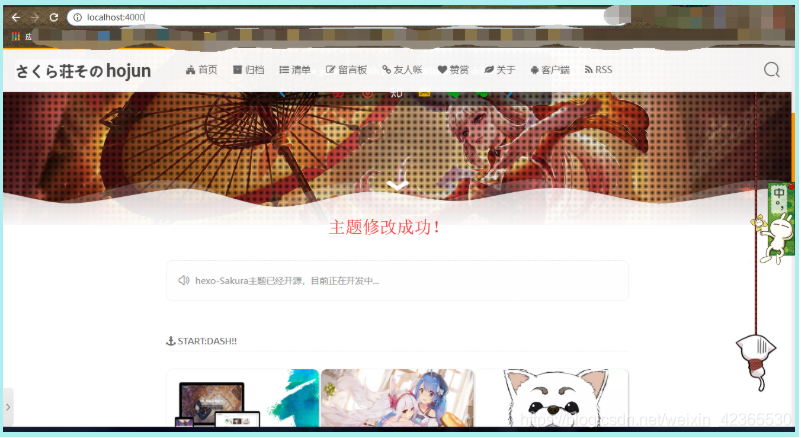 localhost:4000
さくら荘その hojun
首页 归档 清单 留言板 友人帐 赞赏 关于 客户端 RSS
主题修改成功！
中
hexo-Sakura主题已经开源，目前正在开发中...
START:DASH!!
https://blog.csdn.net/weixin_42365530